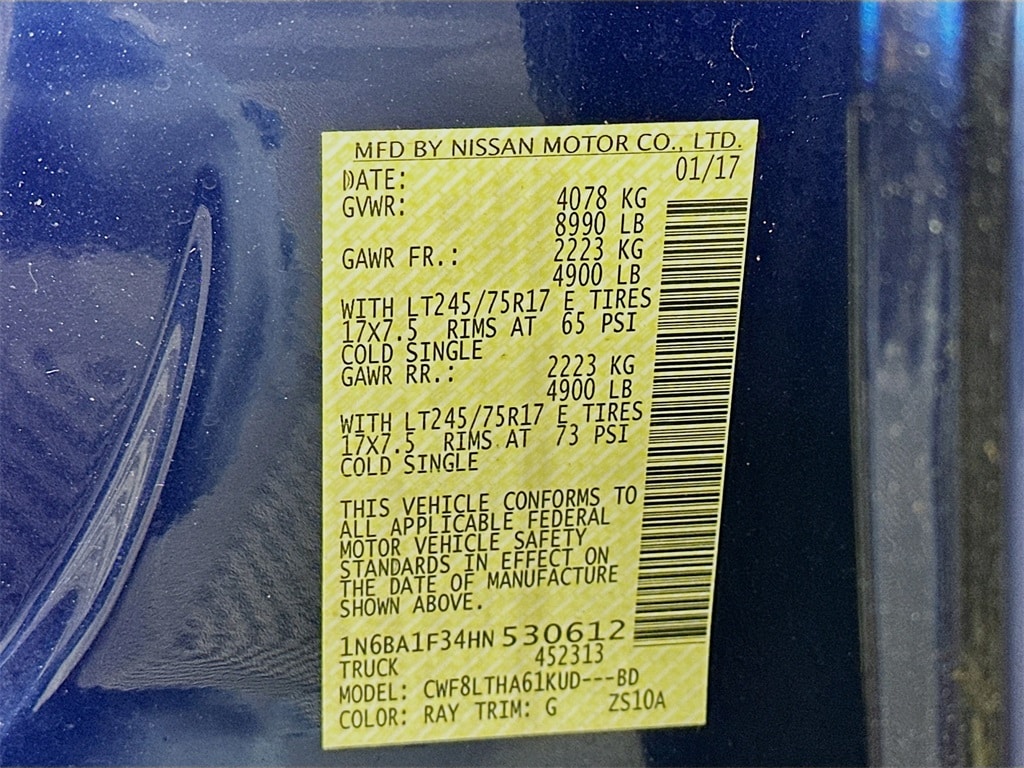 MFD BY NISSAN MOTOR CO., LTD.
DATE: 01/17
GVWR: 4078 KG
8990 LB
GAWR FR.: 2223 KG
4900 LB
WITH LT245/75R17 E TIRES
17X7.5 RIMS AT 65 PSI
COLD SINGLE
GAWR RR.: 2223 KG
4900 LB
WITH LT245/75R17 E TIRES
17X7.5 RIMS AT 73 PSI
COLD SINGLE
THIS VEHICLE CONFORMS TO
ALL APPLICABLE FEDERAL
MOTOR VEHICLE SAFETY
STANDARDS IN EFFECT ON
THE DATE OF MANUFACTURE
SHOWN ABOVE.
1N6BA1F34HN 530612
TRUCK 452313
MODEL: CWF8LTHA61KUD---BD
COLOR: RAY TRIM: G ZS10A